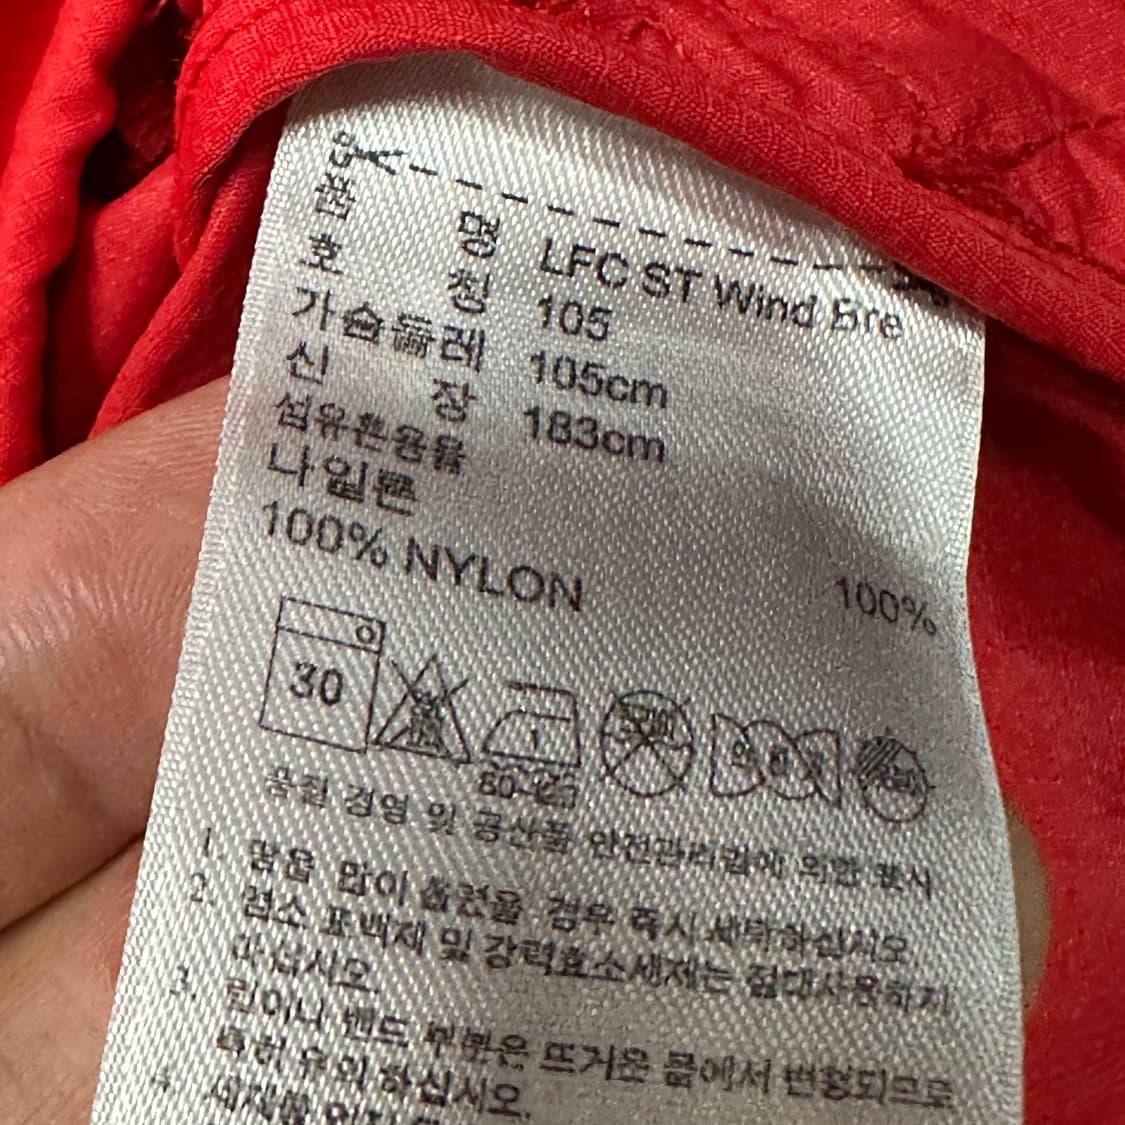 품 명 LFC ST Wind Bre
호 칭 105
가슴둘레 105cm
신 장 183cm
섬유혼용율
나일론 100%
100% NYLON
30
품질 경영 및 공산품 안전관리법에 의한 표시
1. 땀을 많이 흘렸을 경우 즉시 세탁하십시오.
2. 염소 표백제 및 강력효소세제는 절대사용하지
마십시오.
3. 린이나 밴드 부분은 뜨거운 물에서 변형되므로
특히 유의 하십시오.
4.